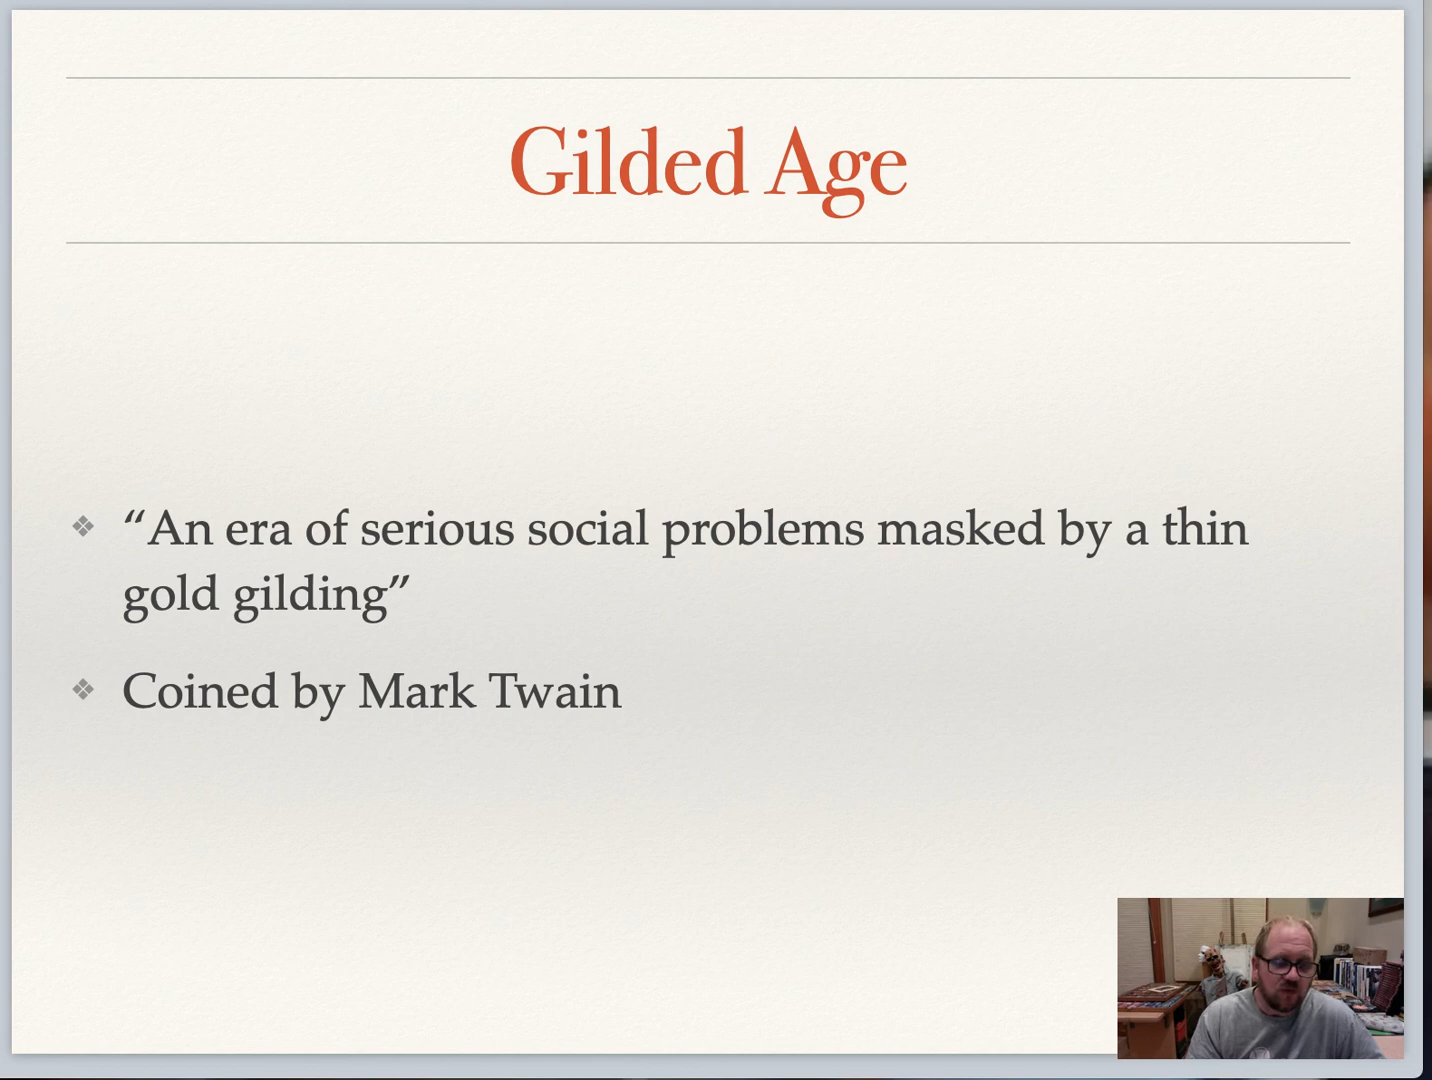 Gilded Age
“An era of serious social problems masked by a thin
gold gilding”
Coined by Mark Twain